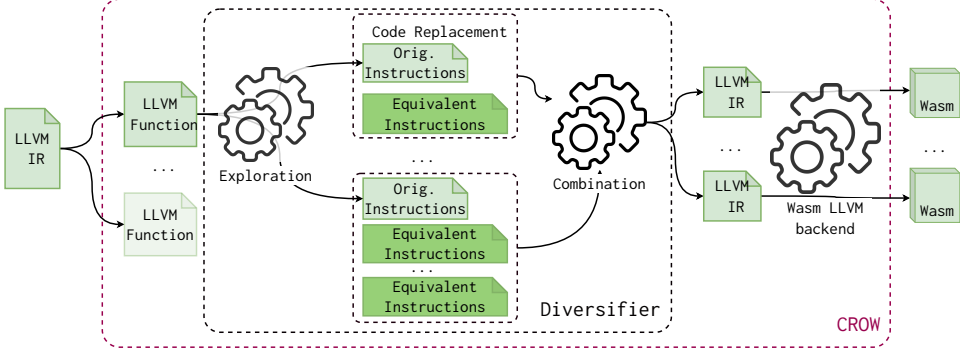 LLVM
IR
LLVM
Function
...
LLVM
Function
Exploration
Code Replacement
Orig.
Instructions
Equivalent
Instructions
...
Orig.
Instructions
Equivalent
Instructions
...
Equivalent
Instructions
Combination
Diversifier
LLVM
IR
...
LLVM
IR
Wasm LLVM
backend
CROW
Wasm
...
Wasm